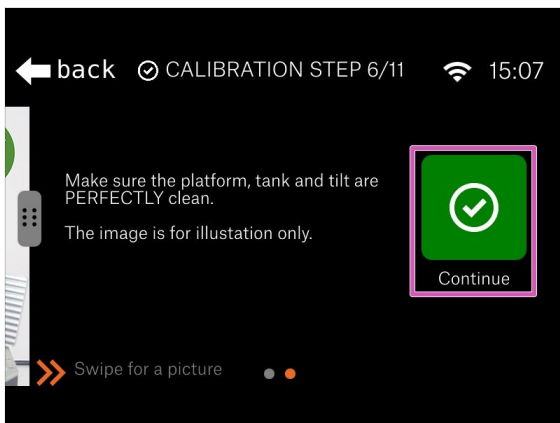 back
CALIBRATION STEP 6/11
15:07
Make sure the platform, tank and tilt are
PERFECTLY clean.
The image is for illustation only.
Continue
Swipe for a picture